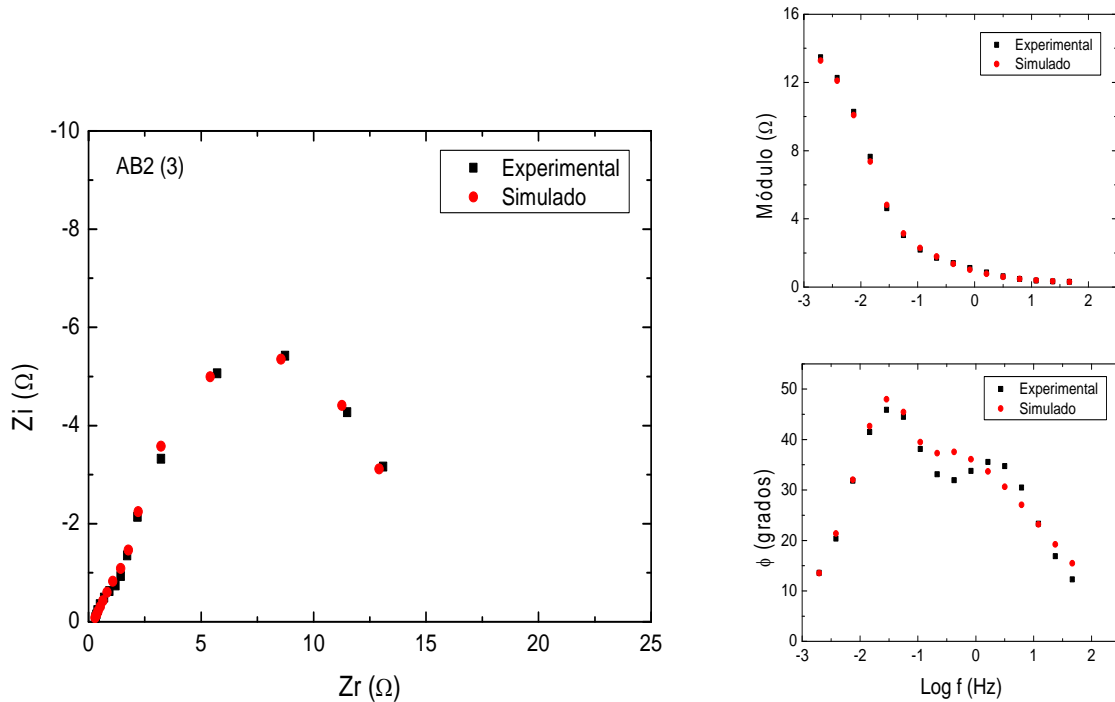 AB2 (3)
Experimental
Simulado
-10
-8
-6
-4
-2
0
0 5 10 15 20 25
Zi (Ω)
Zr (Ω)
Experimental
Simulado
16
12
8
4
0
-3 -2 -1 0 1 2
Módulo (Ω)
Experimental
Simulado
50
40
30
20
10
0
-3 -2 -1 0 1 2
ϕ (grados)
Log f (Hz)